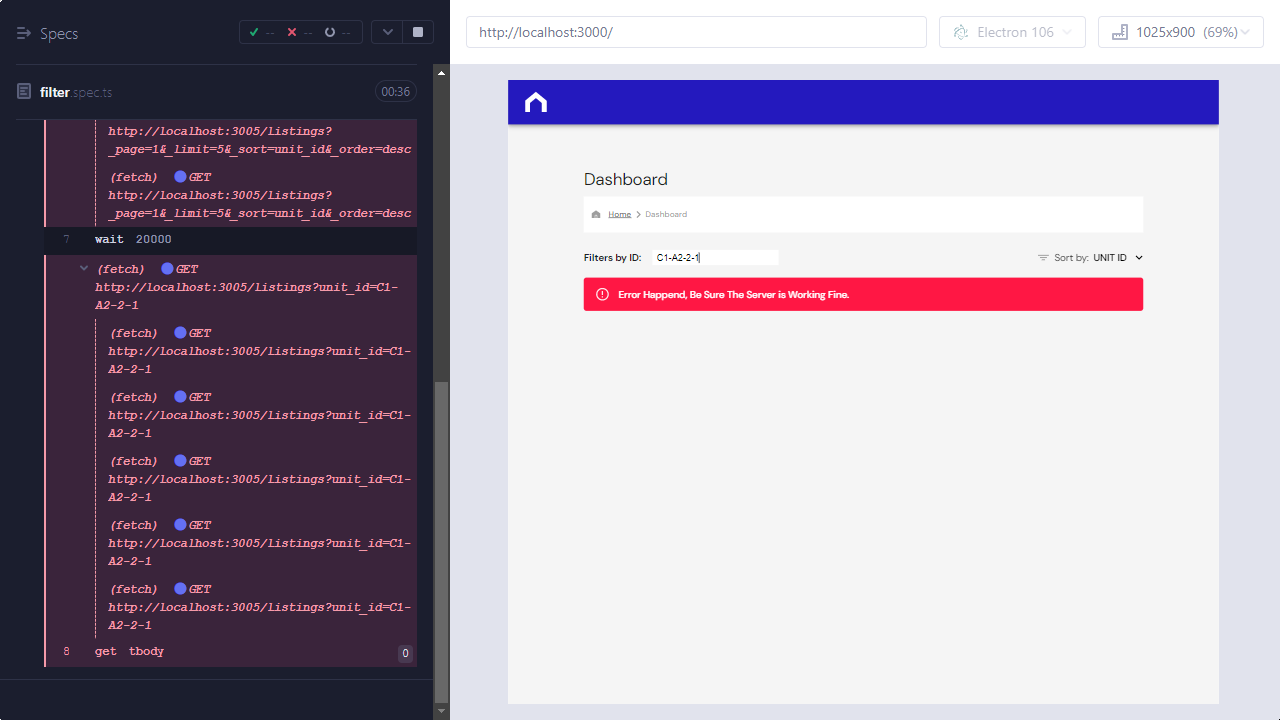 Specs
-- -- --
filter.spec.ts
00:36
http://localhost:3005/listings?
_page=1&_limit=5&_sort=unit_id&_order=desc
(fetch) GET
http://localhost:3005/listings?
_page=1&_limit=5&_sort=unit_id&_order=desc
7 wait 20000
(fetch) GET
http://localhost:3005/listings?unit_id=C1-
A2-2-1
(fetch) GET
http://localhost:3005/listings?unit_id=C1-
A2-2-1
(fetch) GET
http://localhost:3005/listings?unit_id=C1-
A2-2-1
(fetch) GET
http://localhost:3005/listings?unit_id=C1-
A2-2-1
(fetch) GET
http://localhost:3005/listings?unit_id=C1-
A2-2-1
(fetch) GET
http://localhost:3005/listings?unit_id=C1-
A2-2-1
8 get tbody 0
http://localhost:3000/
Electron 106
1025x900 (69%)
Dashboard
Home Dashboard
Filters by ID: C1-A2-2-1
Sort by: UNIT ID
Error Happend, Be Sure The Server is Working Fine.